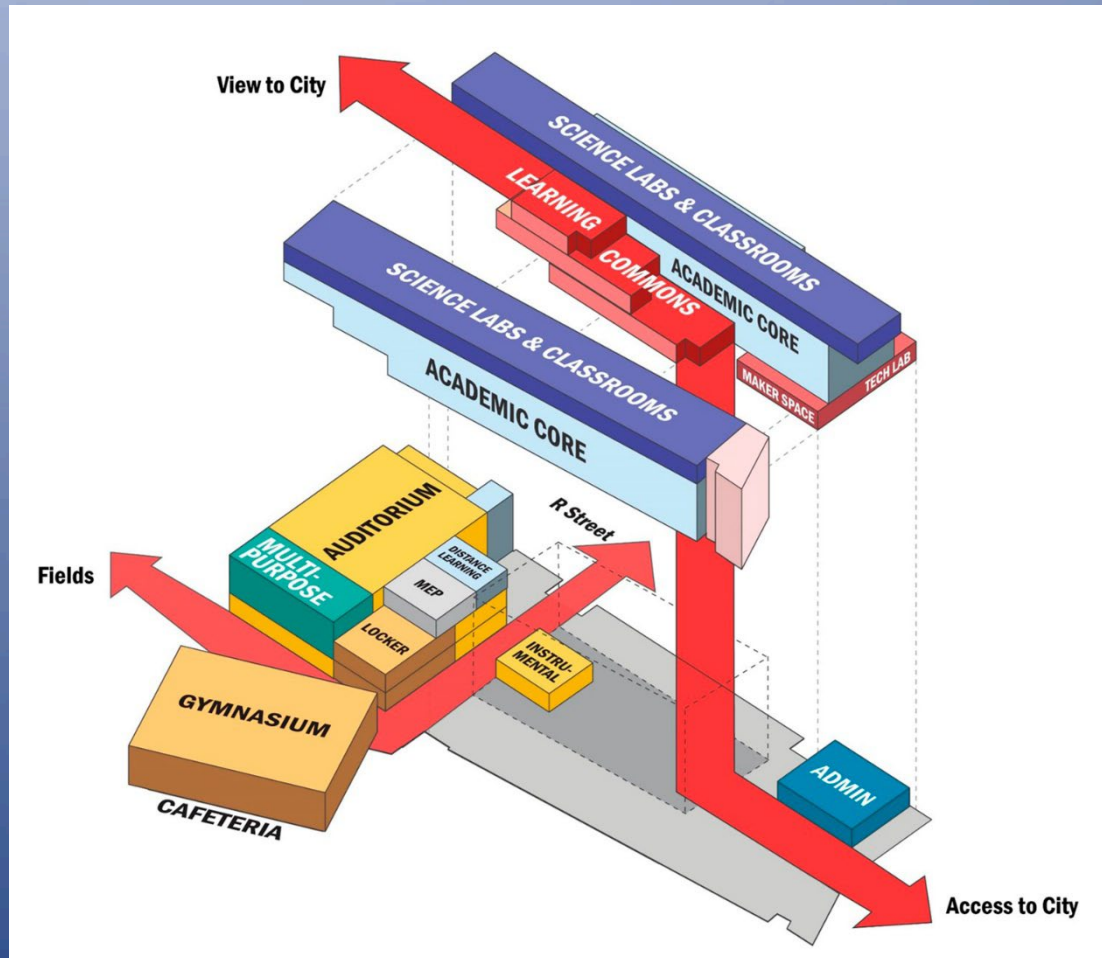 View to City
SCIENCE LABS & CLASSROOMS
LEARNING
COMMONS
ACADEMIC CORE
TECH LAB
MAKER SPACE
SCIENCE LABS & CLASSROOMS
ACADEMIC CORE
R Street
AUDITORIUM
DISTANCE
LEARNING
MULTI-
PURPOSE
MEP
Fields
LOCKER
INSTRU-
MENTAL
GYMNASIUM
CAFETERIA
ADMIN
Access to City